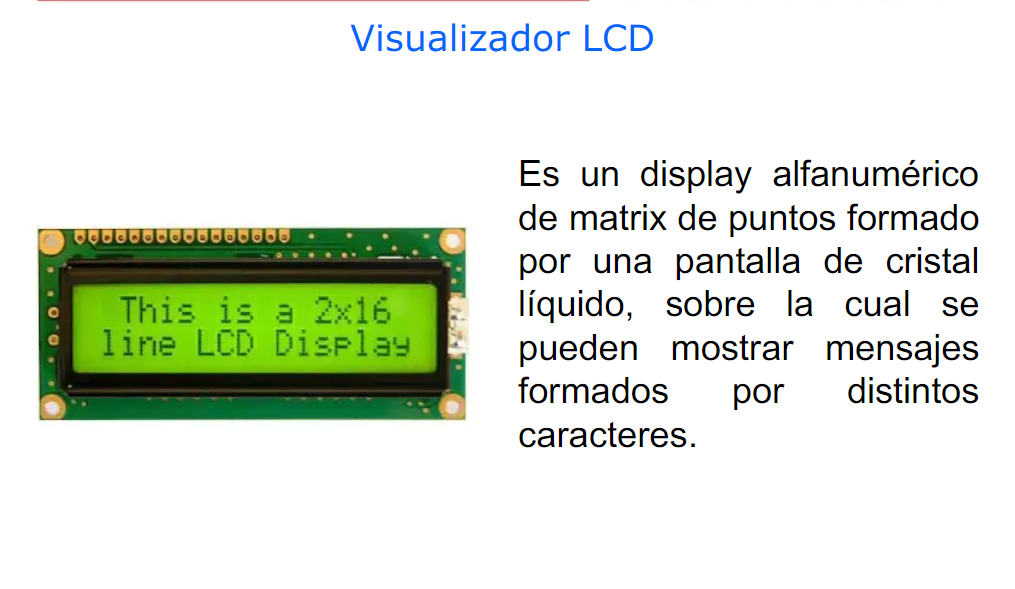 Visualizador LCD
Es un display alfanumérico
de matrix de puntos formado
por una pantalla de cristal
líquido, sobre la cual se
pueden mostrar mensajes
formados por distintos
caracteres.
This is a 2x16
line LCD Display